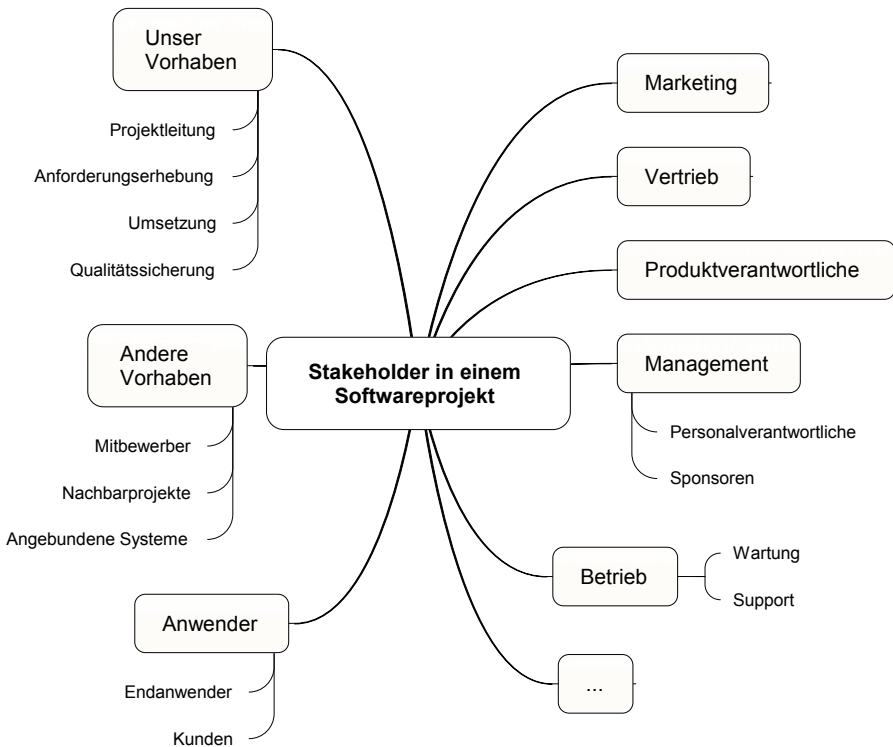 Unser
Vorhaben
Projektleitung
Anforderungserhebung
Umsetzung
Qualitätssicherung
Andere
Vorhaben
Mitbewerber
Nachbarprojekte
Angebundene Systeme
Anwender
Endanwender
Kunden
Stakeholder in einem
Softwareprojekt
Marketing
Vertrieb
Produktverantwortliche
Management
Personalverantwortliche
Sponsoren
Betrieb
Wartung
Support
...